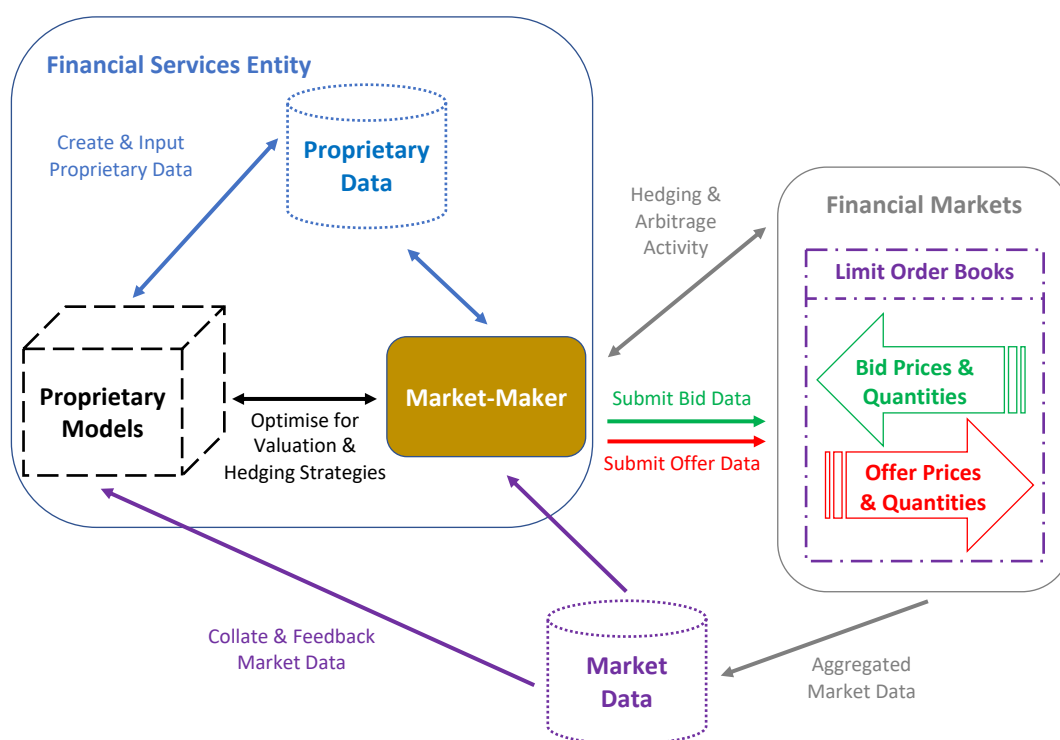 Financial Services Entity
Create & Input
Proprietary Data
Proprietary
Data
Hedging &
Arbitrage
Activity
Financial Markets
Limit Order Books
Bid Prices &
Quantities
Offer Prices
& Quantities
Proprietary
Models
Optimise for
Valuation &
Hedging Strategies
Market-Maker
Submit Bid Data
Submit Offer Data
Collate & Feedback
Market Data
Market
Data
Aggregated
Market Data